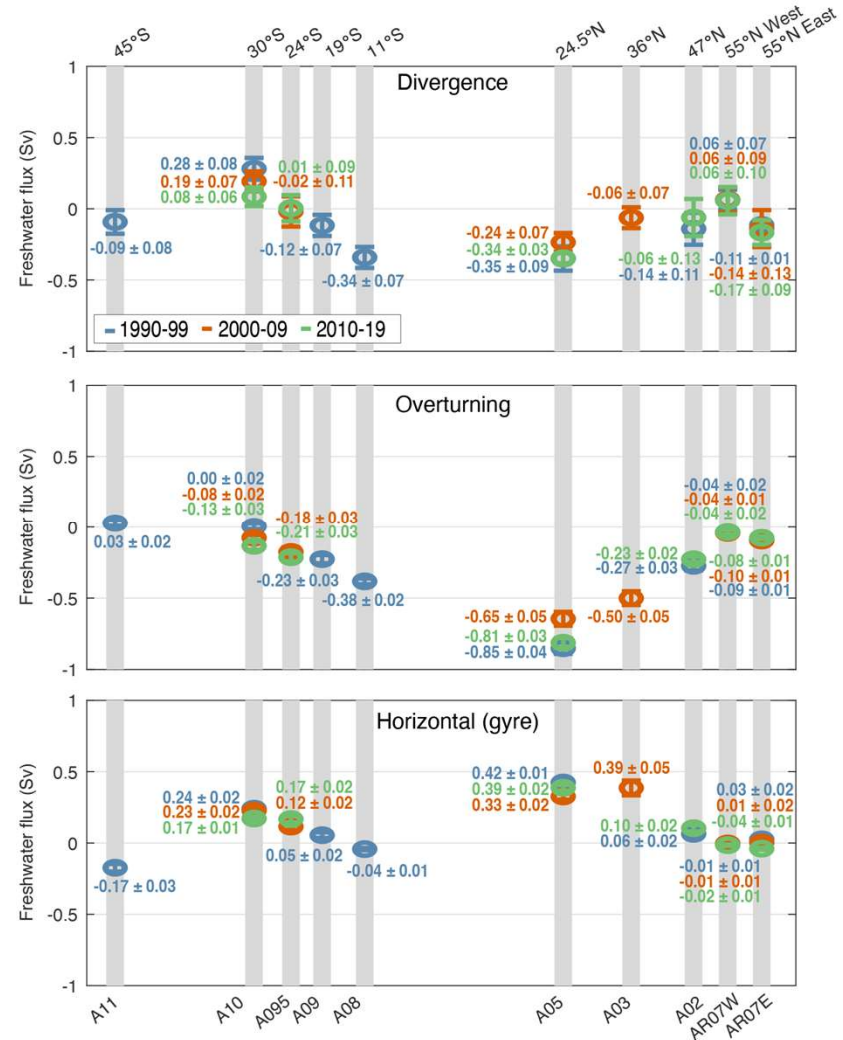 45°S
30°S
24°S
19°S
11°S
24.5°N
36°N
47°N
55°N West
55°N East
Divergence
Freshwater flux (Sv)
1
0.5
0
-0.5
-1
-0.09 ± 0.08
0.28 ± 0.08
0.19 ± 0.07
0.08 ± 0.06
0.01 ± 0.09
-0.02 ± 0.11
-0.12 ± 0.07
-0.34 ± 0.07
-0.24 ± 0.07
-0.34 ± 0.03
-0.35 ± 0.09
-0.06 ± 0.07
-0.06 ± 0.13
-0.14 ± 0.11
0.06 ± 0.07
0.06 ± 0.09
0.06 ± 0.10
-0.11 ± 0.01
-0.14 ± 0.13
-0.17 ± 0.09
1990-99 2000-09 2010-19
Overturning
Freshwater flux (Sv)
1
0.5
0
-0.5
-1
0.03 ± 0.02
0.00 ± 0.02
-0.08 ± 0.02
-0.13 ± 0.03
-0.18 ± 0.03
-0.21 ± 0.03
-0.23 ± 0.03
-0.38 ± 0.02
-0.65 ± 0.05
-0.81 ± 0.03
-0.85 ± 0.04
-0.50 ± 0.05
-0.23 ± 0.02
-0.27 ± 0.03
-0.04 ± 0.02
-0.04 ± 0.01
-0.04 ± 0.02
-0.08 ± 0.01
-0.10 ± 0.01
-0.09 ± 0.01
Horizontal (gyre)
Freshwater flux (Sv)
1
0.5
0
-0.5
-1
-0.17 ± 0.03
0.24 ± 0.02
0.23 ± 0.02
0.17 ± 0.01
0.17 ± 0.02
0.12 ± 0.02
0.05 ± 0.02
-0.04 ± 0.01
0.42 ± 0.01
0.39 ± 0.02
0.33 ± 0.02
0.39 ± 0.05
0.10 ± 0.02
0.06 ± 0.02
0.03 ± 0.02
0.01 ± 0.02
-0.04 ± 0.01
-0.01 ± 0.01
-0.01 ± 0.01
-0.02 ± 0.01
A11
A10
A095
A09
A08
A05
A03
A02
AR07W
AR07E